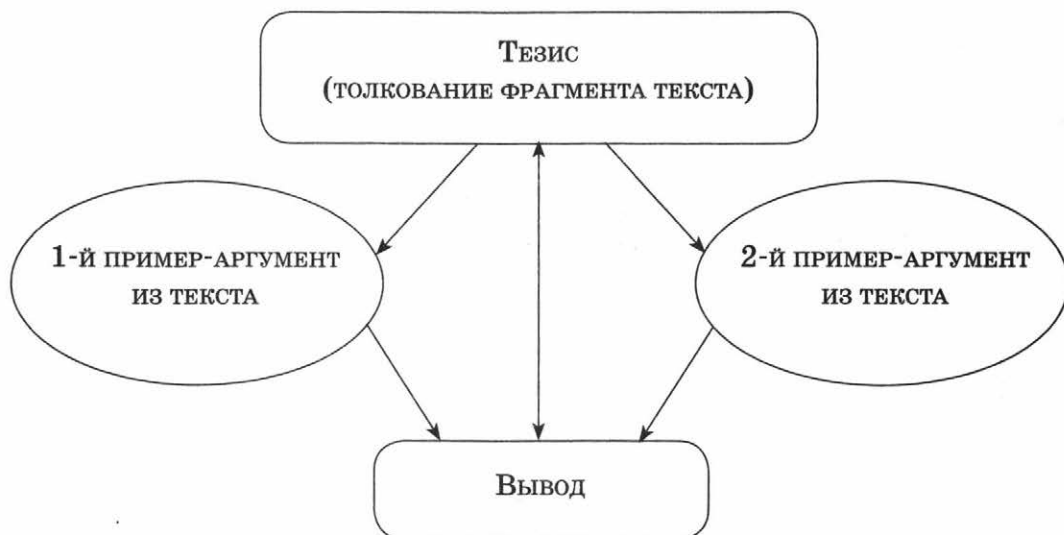 Тезис
(толкование фрагмента текста)
1-й пример-аргумент
из текста
2-й пример-аргумент
из текста
Вывод